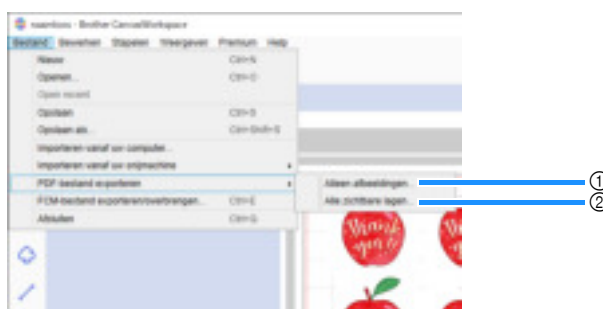 naamloos - Brother CanvasWorkspace
Bestand Bewerken Stapelen Weergeven Premium Help
Nieuw Ctrl+N
Openen... Ctrl+O
Open recent
Opslaan Ctrl+S
Opslaan als... Ctrl+Shift+S
Importeren vanaf uw computer...
Importeren vanaf uw snijmachine
PDF-bestand exporteren
Alleen afbeeldingen... ①
FCM-bestand exporteren/overbrengen... Ctrl+E
Alle zichtbare lagen... ②
Afsluiten Ctrl+Q
Thank you!!